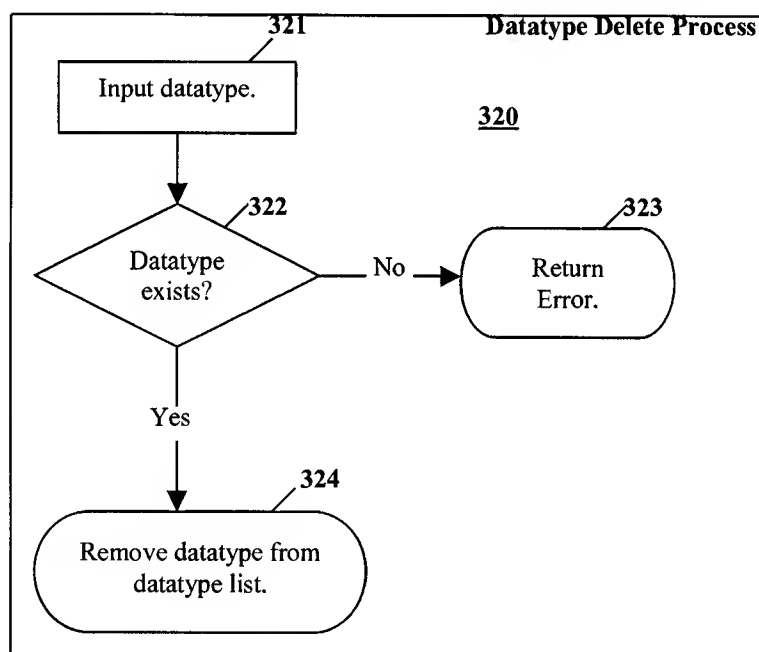 321
Datatype Delete Process
Input datatype.
320
322
323
Datatype
exists?
No
Return
Error.
Yes
324
Remove datatype from
datatype list.